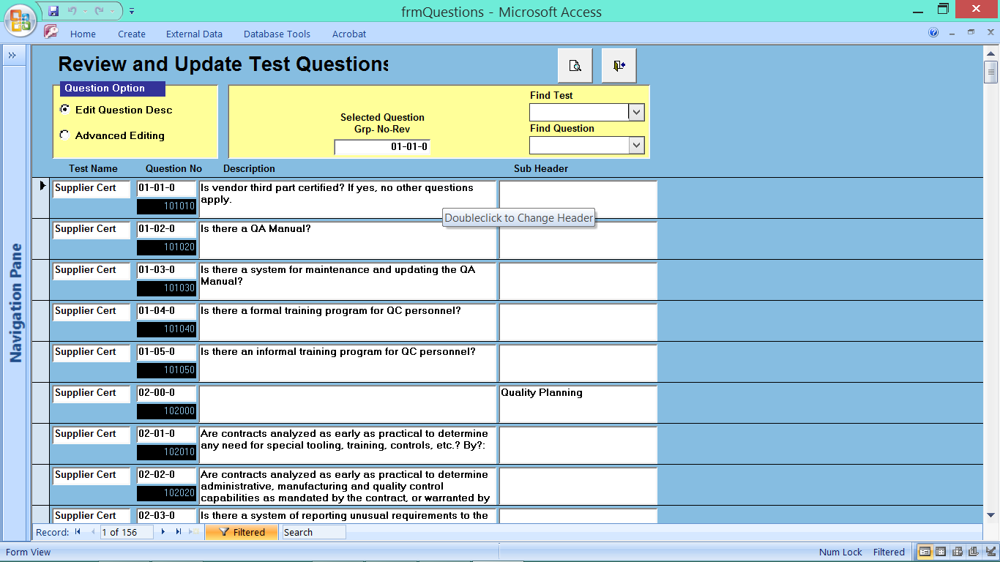 frmQuestions - Microsoft Access
Home Create External Data Database Tools Acrobat
Review and Update Test Questions
Question Option
Edit Question Desc
Advanced Editing
Selected Question
Grp- No-Rev
01-01-0
Find Test
Find Question
Test Name Question No Description Sub Header
Supplier Cert 01-01-0 Is vendor third part certified? If yes, no other questions
apply.
101010
Doubleclick to Change Header
Supplier Cert 01-02-0 Is there a QA Manual?
101020
Supplier Cert 01-03-0 Is there a system for maintenance and updating the QA
Manual?
101030
Supplier Cert 01-04-0 Is there a formal training program for QC personnel?
101040
Supplier Cert 01-05-0 Is there an informal training program for QC personnel?
101050
Supplier Cert 02-00-0 Quality Planning
102000
Supplier Cert 02-01-0 Are contracts analyzed as early as practical to determine
any need for special tooling, training, controls, etc.? By?:
102010
Supplier Cert 02-02-0 Are contracts analyzed as early as practical to determine
administrative, manufacturing and quality control
102020 capabilities as mandated by the contract, or warranted by
Supplier Cert 02-03-0 Is there a system of reporting unusual requirements to the
Navigation Pane
Record: 1 of 156 Filtered Search
Form View Num Lock Filtered